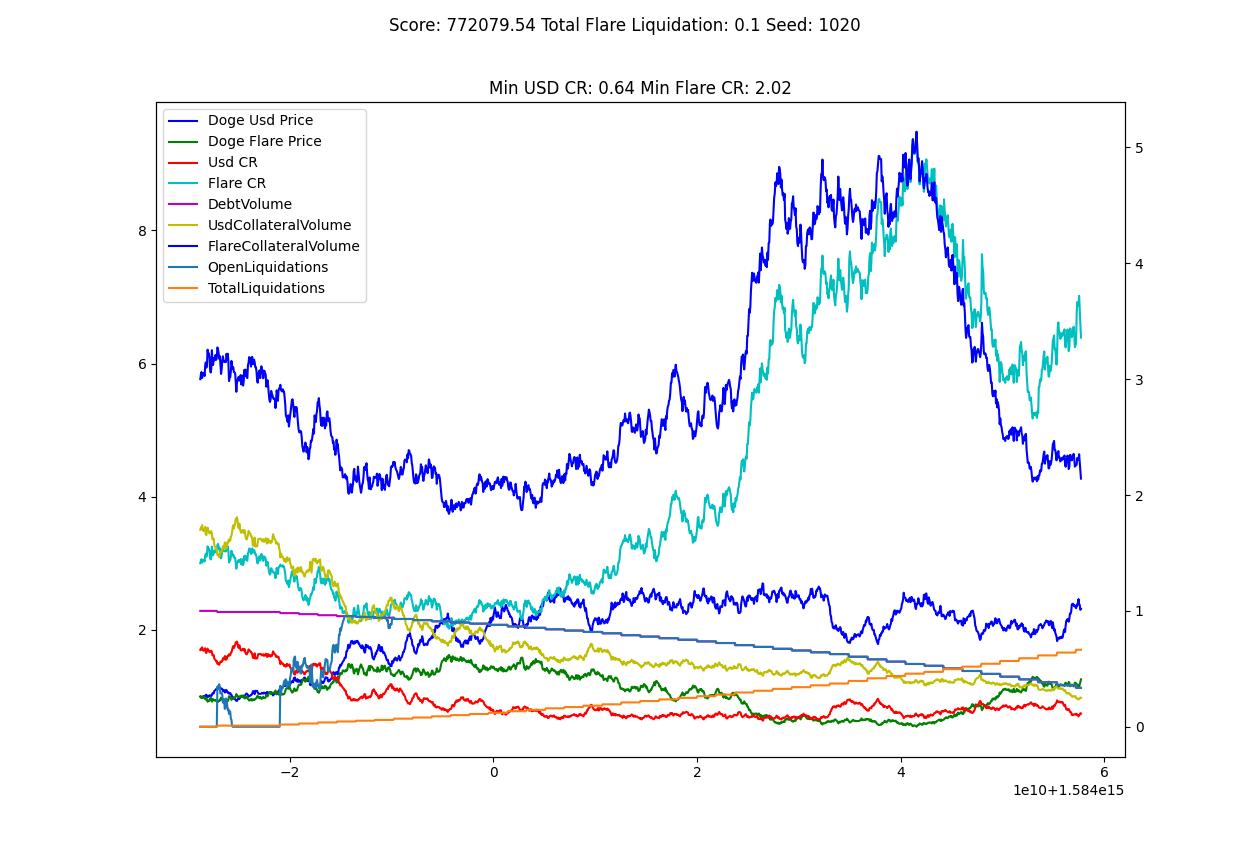 Score: 772079.54 Total Flare Liquidation: 0.1 Seed: 1020
Min USD CR: 0.64 Min Flare CR: 2.02
Doge Usd Price
Doge Flare Price
Usd CR
Flare CR
DebtVolume
UsdCollateralVolume
FlareCollateralVolume
OpenLiquidations
TotalLiquidations
8
6
4
2
5
4
3
2
1
0
−2
0
2
4
6
1e10+1.584e15